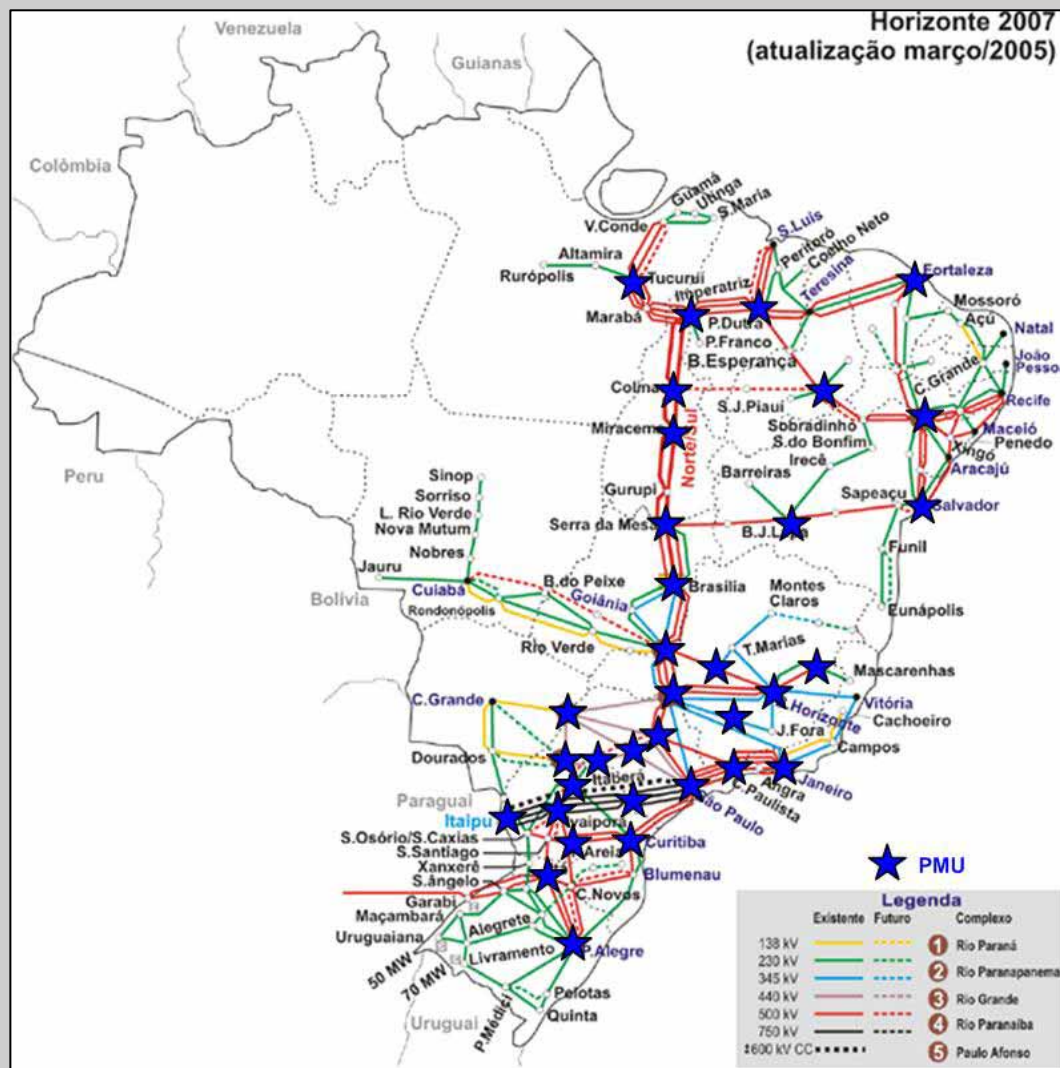 Horizonte 2007
(atualização março/2005)
Venezuela
Guianas
Colômbia
Peru
Bolívia
Paraguai
Uruguai
Guamá
Utinga
S.Maria
V.Conde
S.Luís
Peritoró
Coelho Neto
Altamira
Rurópolis
Tucuruí
Imperatriz
Teresina
Fortaleza
Marabá
P.Dutra
P.Franco
B.Esperança
Mossoró
Açú
Natal
João
Pesso
C.Grande
Recife
Colina
S.J.Piauí
Sobradinho
S.do Bonfim
Maceió
Penedo
Xingó
Aracajú
Miracema
Norte/Sul
Irecê
Barreiras
Sapeaçu
Salvador
Gurupi
Serra da Mesa
B.J.Lapa
Funil
Eunápolis
Sinop
Sorriso
L. Rio Verde
Nova Mutum
Nobres
Jauru
Cuiabá
Rondonópolis
B.do Peixe
Goiânia
Brasília
Montes
Claros
Rio Verde
T.Marias
Mascarenhas
C.Grande
Horizonte
Vitória
Cachoeiro
J.Fora
Campos
Dourados
Itaberá
Angra
Janeiro
C.Paulista
São Paulo
Itaipu
Ivaiporã
S.Osório/S.Caxias
S.Santiago
Areia
Curitiba
Xanxerê
S.ângelo
Blumenau
Garabi
C.Novos
Maçambará
Alegrete
Uruguaiana
Livramento
P.Alegre
50 MW
70 MW
Pelotas
P.Médici
Quinta
PMU
Legenda
Existente Futuro Complexo
138 kV 1 Rio Paraná
230 kV
345 kV 2 Rio Paranapanema
440 kV 3 Rio Grande
500 kV 4 Rio Paranaíba
750 kV
±600 kV CC 5 Paulo Afonso